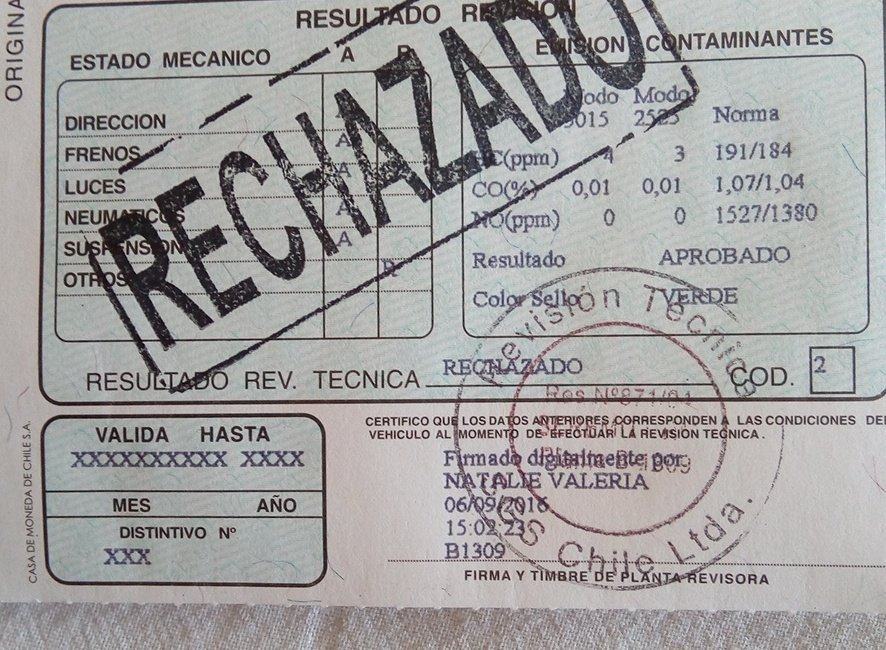 ORIGINA
RESULTADO REVISION
RECHAZADO
ESTADO MECANICO A R
DIRECCION
FRENOS A
LUCES A
NEUMATICOS A
SUSPENSION A
OTROS R
EMISION CONTAMINANTES
Modo Modo
5015 2525 Norma
HC(ppm) 4 3 191/184
CO(%) 0,01 0,01 1,07/1,04
NO(ppm) 0 0 1527/1380
Resultado APROBADO
Color Sello VERDE
RESULTADO REV. TECNICA RECHAZADO COD. 2
VALIDA HASTA
XXXXXXXXXX XXXX
MES AÑO
DISTINTIVO Nº
XXX
CERTIFICO QUE LOS DATOS ANTERIORES CORRESPONDEN A LAS CONDICIONES DEL
VEHICULO AL MOMENTO DE EFECTUAR LA REVISION TECNICA.
Firmado digitalmente por
NATALIE VALERIA
06/09/2016
15:02:23
B1309
FIRMA Y TIMBRE DE PLANTA REVISORA
Revisión Técnica
SGS Chile Ltda.
CASA DE MONEDA DE CHILE S.A.